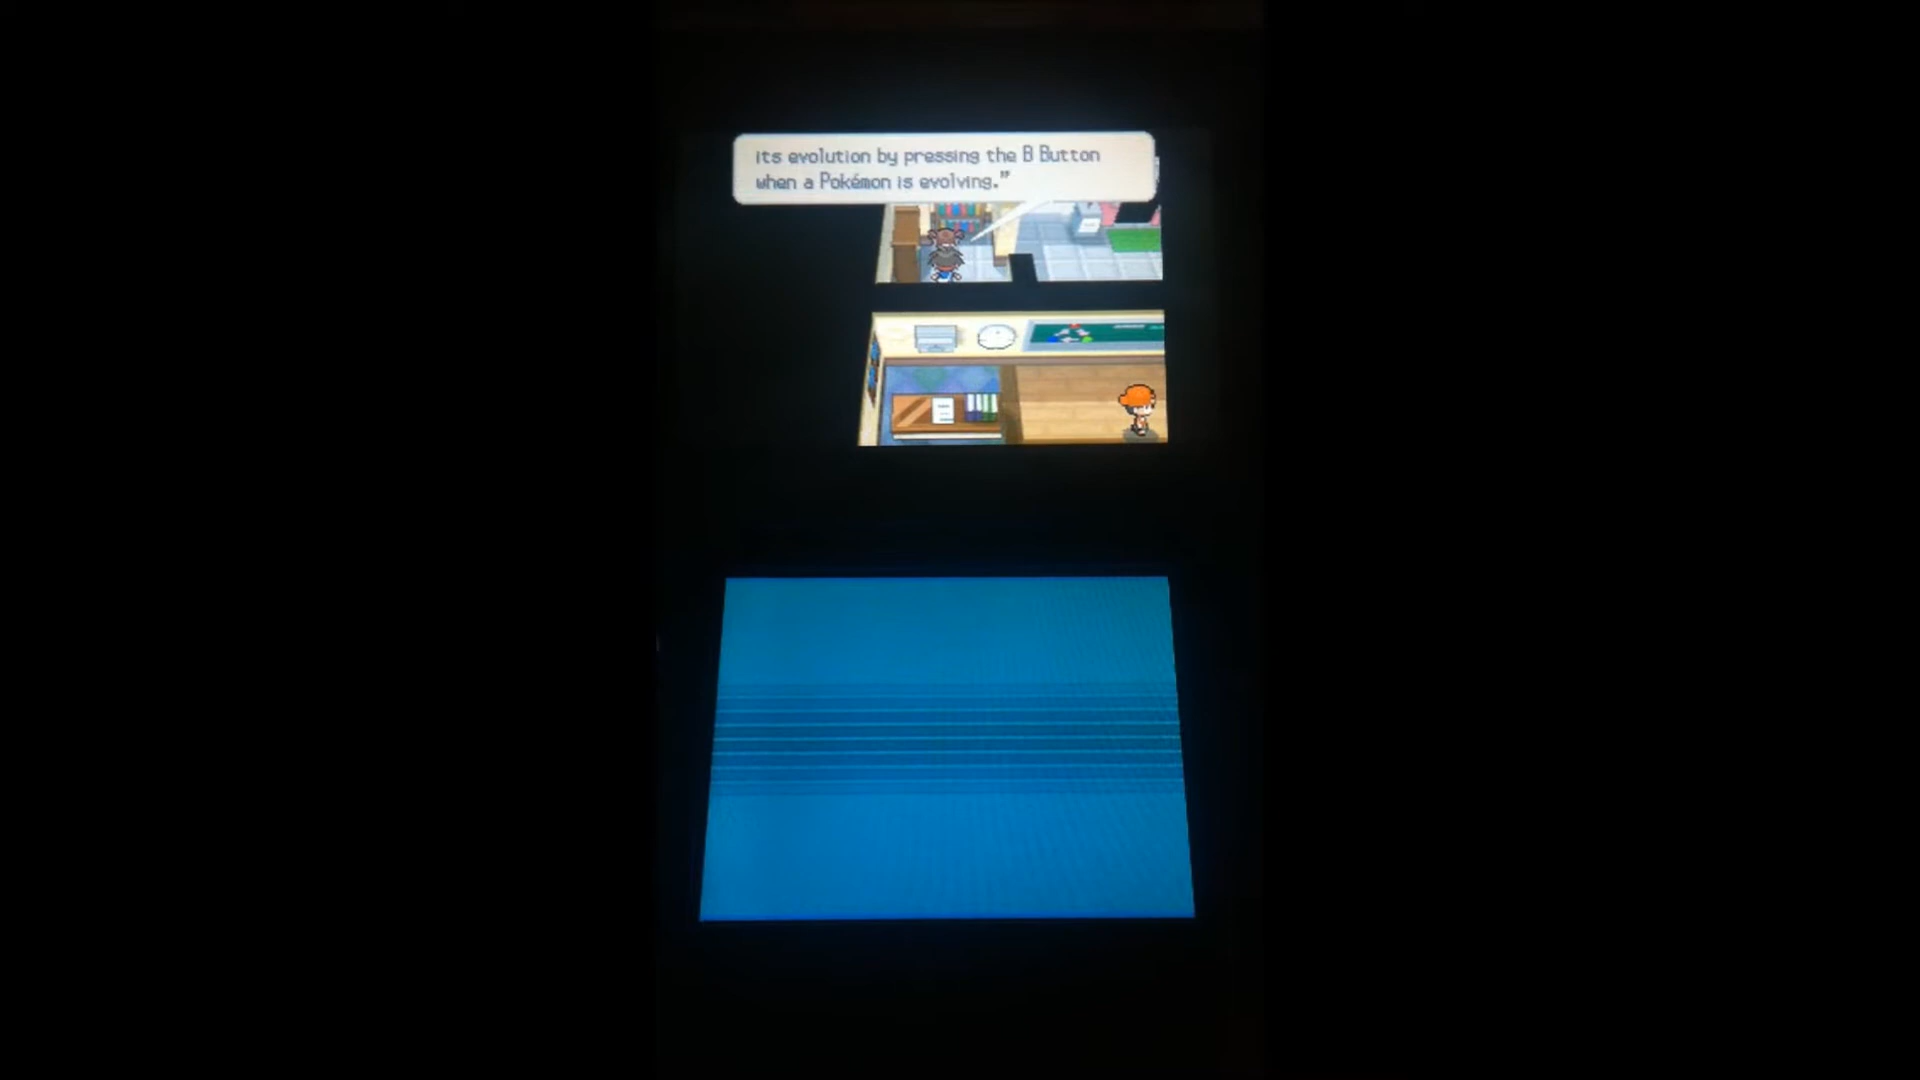 its evolution by pressing the B Button
when a Pokémon is evolving."